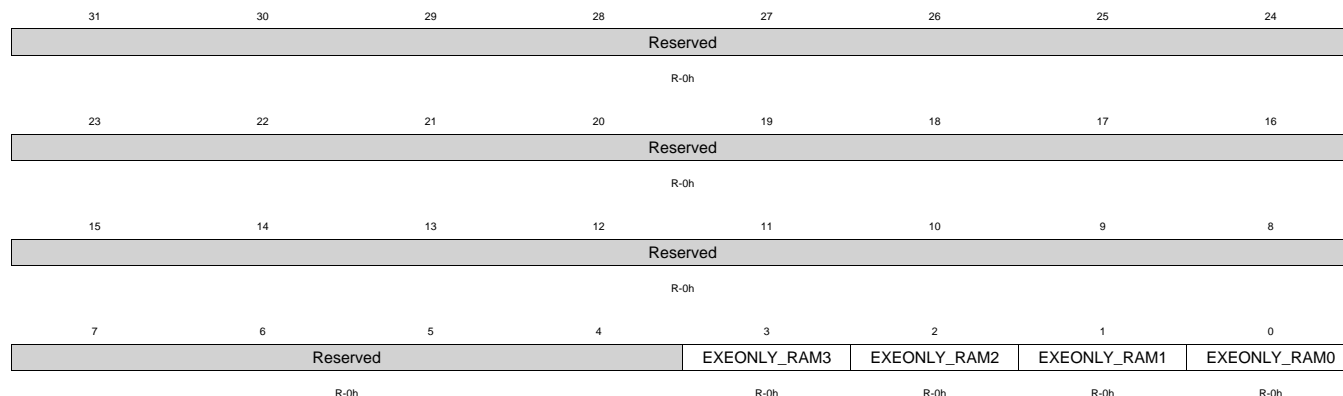 31 30 29 28 27 26 25 24
Reserved
R-0h
23 22 21 20 19 18 17 16
Reserved
R-0h
15 14 13 12 11 10 9 8
Reserved
R-0h
7 6 5 4 3 2 1 0
Reserved EXEONLY_RAM3 EXEONLY_RAM2 EXEONLY_RAM1 EXEONLY_RAM0
R-0h R-0h R-0h R-0h R-0h